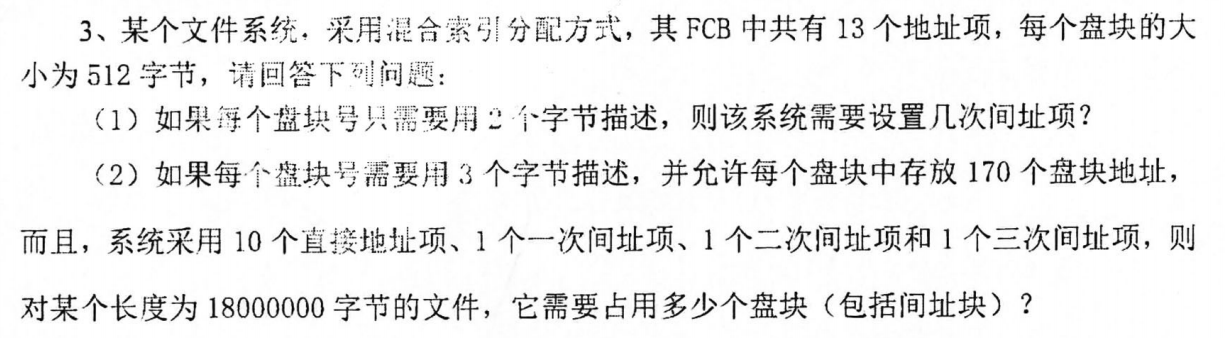 3、某个文件系统，采用混合索引分配方式，其 FCB 中共有 13 个地址项，每个盘块的大
小为 512 字节，请回答下列问题：
（1）如果每个盘块号只需要用 2 个字节描述，则该系统需要设置几次间址项？
（2）如果每个盘块号需要用 3 个字节描述，并允许每个盘块中存放 170 个盘块地址，
而且，系统采用 10 个直接地址项、1 个一次间址项、1 个二次间址项和 1 个三次间址项，则
对某个长度为 18000000 字节的文件，它需要占用多少个盘块（包括间址块）？